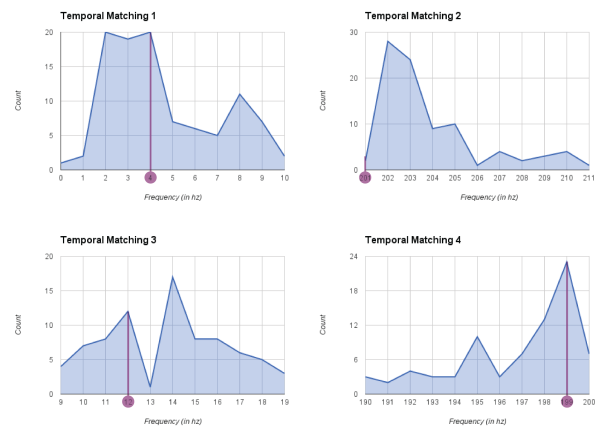 Temporal Matching 1
20
15
10
5
0
Count
0 1 2 3 4 5 6 7 8 9 10
Frequency (in hz)
Temporal Matching 2
30
20
10
0
Count
201 202 203 204 205 206 207 208 209 210 211
Frequency (in hz)
Temporal Matching 3
20
15
10
5
0
Count
9 10 11 12 13 14 15 16 17 18 19
Frequency (in hz)
Temporal Matching 4
24
18
12
6
0
Count
190 191 192 193 194 195 196 197 198 199 200
Frequency (in hz)